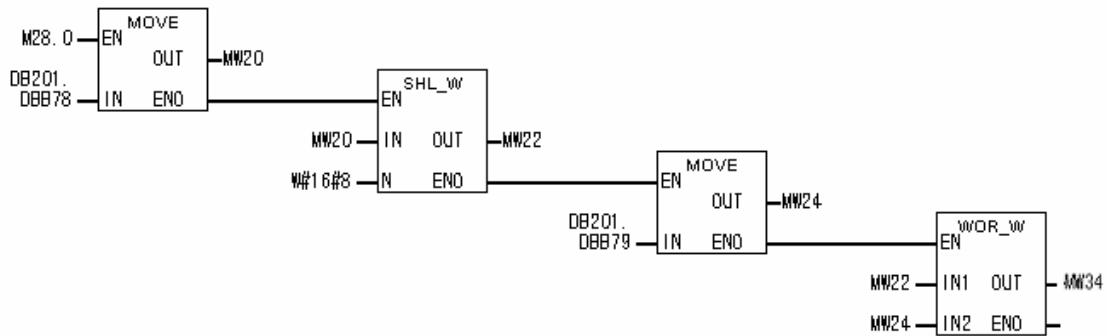 MOVE
M28.0 EN
OUT MW20
DB201.
DBB78 IN ENO
SHL_W
EN
MW20 IN OUT MW22
W#16#8 N ENO
MOVE
EN
OUT MW24
DB201.
DBB79 IN ENO
WOR_W
EN
MW22 IN1 OUT MW34
MW24 IN2 ENO